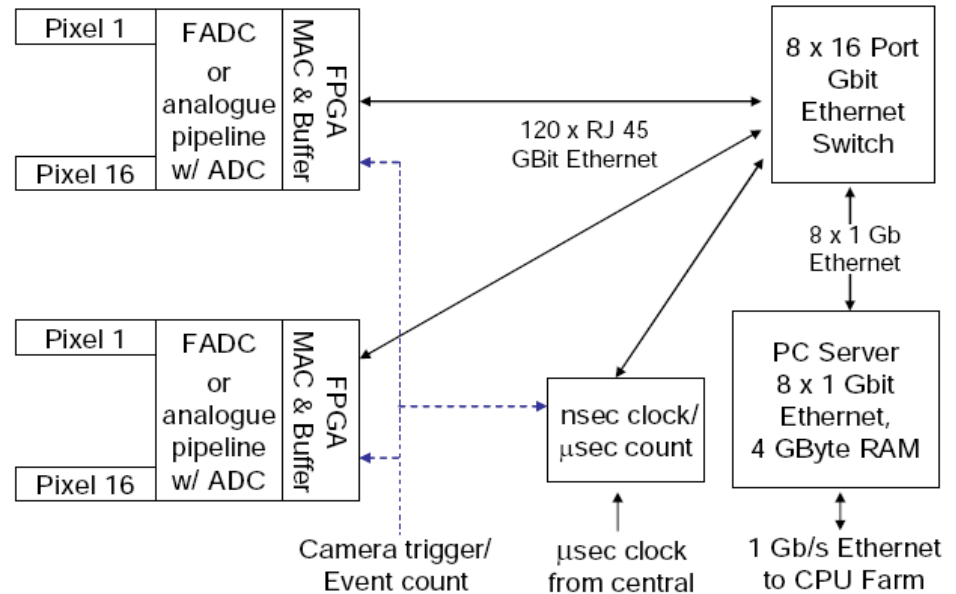 Pixel 1
FADC
or
analogue
pipeline
w/ ADC
FPGA
MAC & Buffer
Pixel 16
120 x RJ 45
GBit Ethernet
8 x 16 Port
Gbit
Ethernet
Switch
8 x 1 Gb
Ethernet
Pixel 1
FADC
or
analogue
pipeline
w/ ADC
FPGA
MAC & Buffer
Pixel 16
nsec clock/
μsec count
PC Server
8 x 1 Gbit
Ethernet,
4 GByte RAM
Camera trigger/
Event count
μsec clock
from central
1 Gb/s Ethernet
to CPU Farm